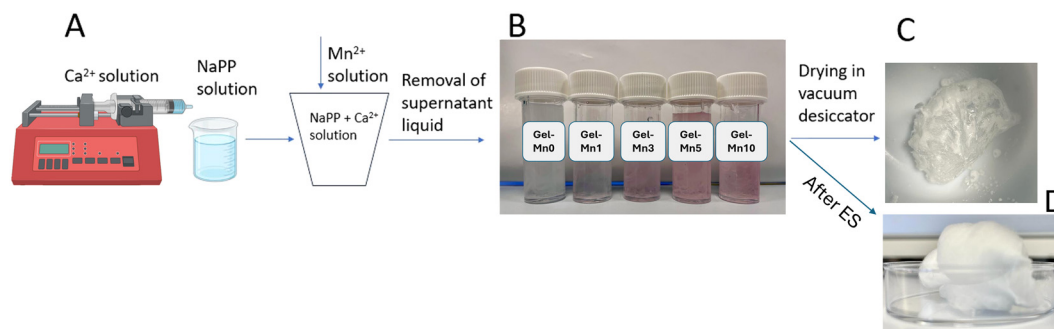 A
Ca²⁺ solution
NaPP
solution
Mn²⁺
solution
NaPP + Ca²⁺
solution
Removal of
supernatant
liquid
B
Gel-
Mn0
Gel-
Mn1
Gel-
Mn3
Gel-
Mn5
Gel-
Mn10
Drying in
vacuum
desiccator
After ES
C
D